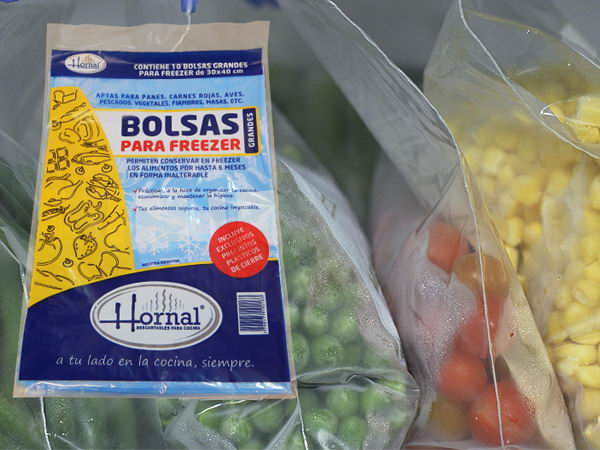 Hornal's
CONTIENE 10 BOLSAS GRANDES
PARA FREEZER de 30x40 cm
APTAS PARA PANES, CARNES ROJAS, AVES,
PESCADOS, VEGETALES, FIAMBRES, MASAS, ETC.
BOLSAS
PARA FREEZER
GRANDES
PERMITEN CONSERVAR EN FREEZER
LOS ALIMENTOS POR HASTA 6 MESES
EN FORMA INALTERABLE
Prácticas, a la hora de organizar tu cocina,
economizar y mantener la higiene.
Tus alimentos seguros, tu cocina impecable.
INCLUYE
EXCLUSIVOS
PRECINTOS
PLÁSTICOS
DE CIERRE
INDUSTRIA ARGENTINA
Hornal®
DESCARTABLES PARA COCINA
a tu lado en la cocina, siempre.